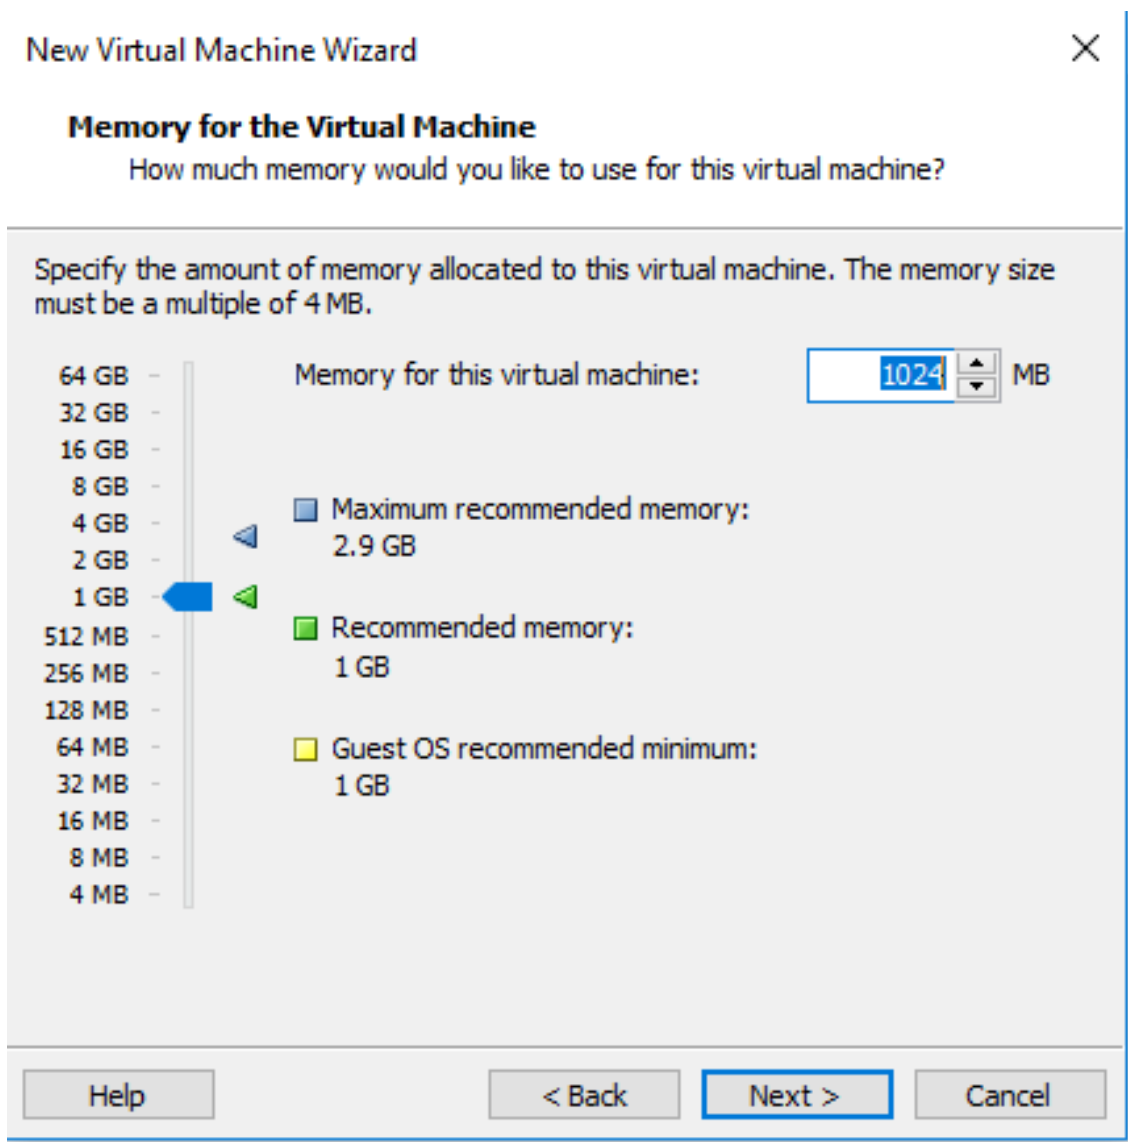 New Virtual Machine Wizard
Memory for the Virtual Machine
How much memory would you like to use for this virtual machine?
Specify the amount of memory allocated to this virtual machine. The memory size
must be a multiple of 4 MB.
64 GB
32 GB
16 GB
8 GB
4 GB
2 GB
1 GB
512 MB
256 MB
128 MB
64 MB
32 MB
16 MB
8 MB
4 MB
Memory for this virtual machine: 1024 MB
Maximum recommended memory:
2.9 GB
Recommended memory:
1 GB
Guest OS recommended minimum:
1 GB
Help < Back Next > Cancel